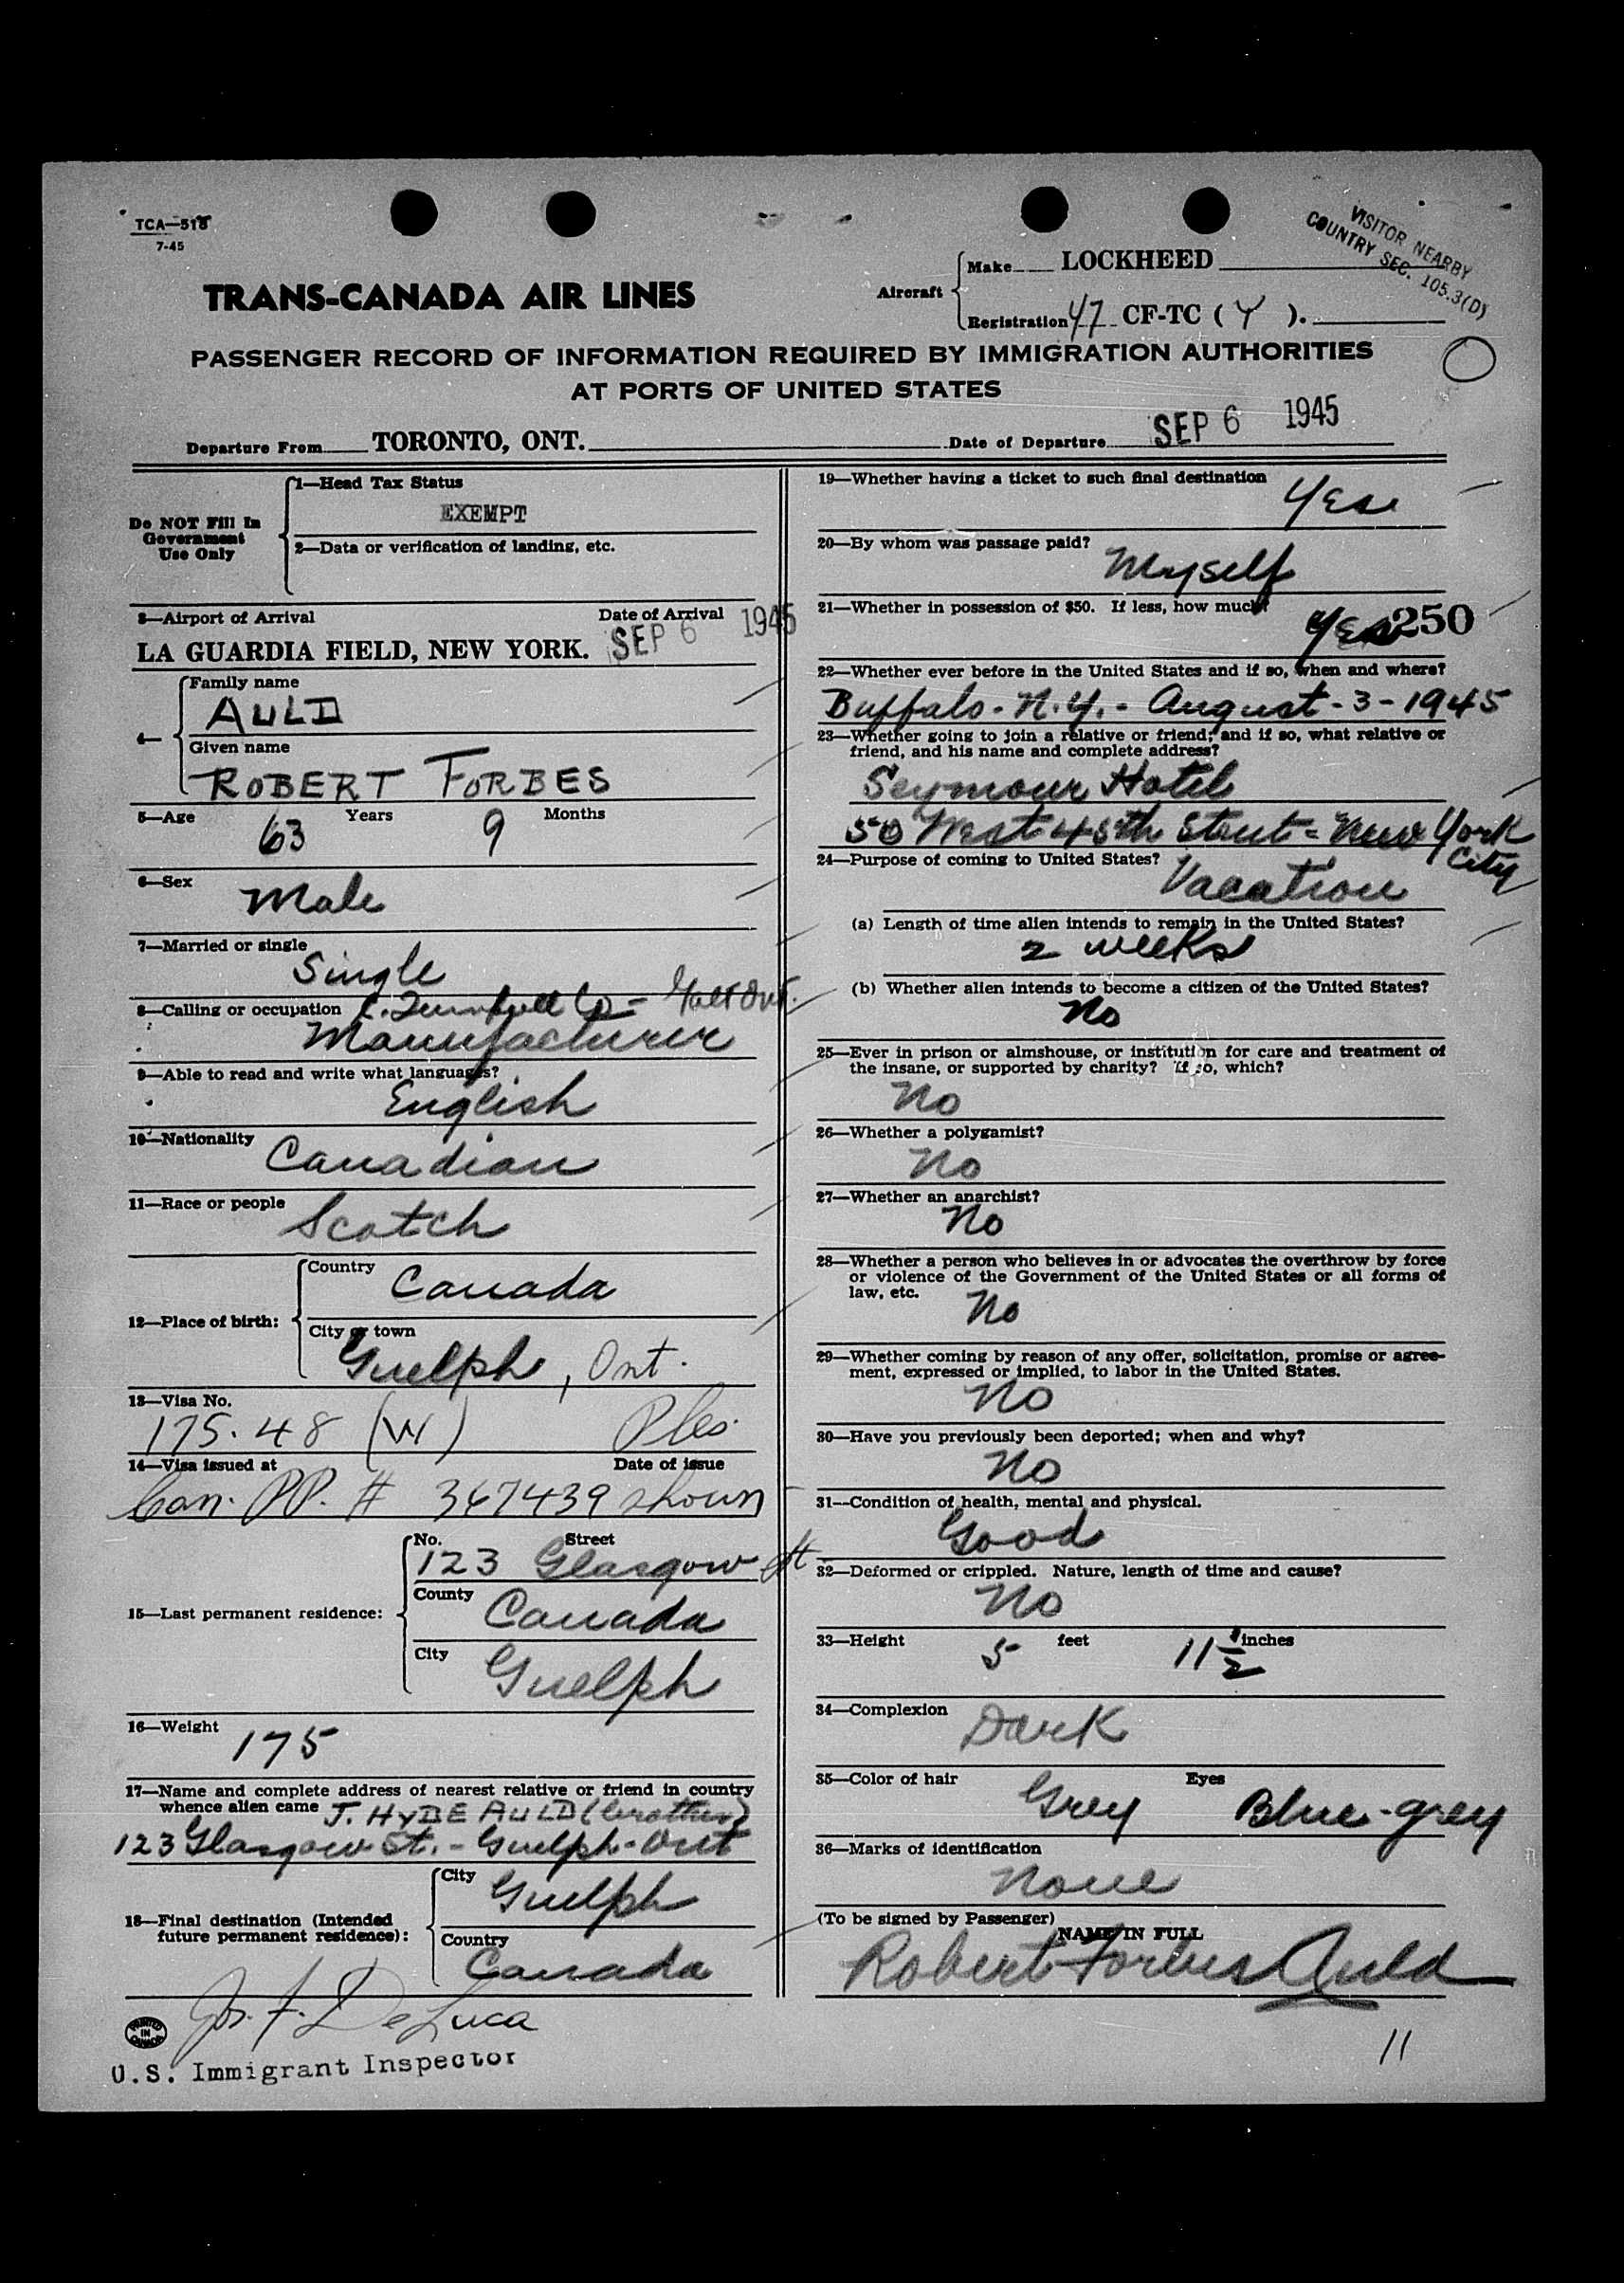 TCA—518
7-45
VISITOR NEARBY
COUNTRY SEC. 105.3(D)
TRANS-CANADA AIR LINES
Aircraft
Make LOCKHEED
Registration 47 CF-TC ( Y ).
PASSENGER RECORD OF INFORMATION REQUIRED BY IMMIGRATION AUTHORITIES
AT PORTS OF UNITED STATES
Departure From TORONTO, ONT. Date of Departure SEP 6 1945
Do NOT Fill In
Government
Use Only
1—Head Tax Status
EXEMPT
2—Data or verification of landing, etc.
3—Airport of Arrival Date of Arrival
LA GUARDIA FIELD, NEW YORK. SEP 6 1945
4—
Family name
AULD
Given name
ROBERT FORBES
5—Age 63 Years 9 Months
6—Sex Male
7—Married or single
Single
8—Calling or occupation C. Turnbull Co - Galt Ont.
Manufacturer
9—Able to read and write what languages?
English
10—Nationality Canadian
11—Race or people Scotch
12—Place of birth:
Country Canada
City or town
Guelph, Ont.
13—Visa No.
175.48 (W)
14—Visa issued at Date of issue
Can. PP. # 367439 shown
15—Last permanent residence:
No. Street
123 Glasgow St
County
Canada
City
Guelph
16—Weight 175
17—Name and complete address of nearest relative or friend in country
whence alien came J. HYDE AULD (brother)
123 Glasgow St. - Guelph - Ont
18—Final destination (Intended
future permanent residence):
City
Guelph
Country
Canada
Jos. F. De Luca
PRINTED
IN
CANADA
U.S. Immigrant Inspector
19—Whether having a ticket to such final destination
Yes
20—By whom was passage paid?
Myself
21—Whether in possession of $50. If less, how much?
Yes 250
22—Whether ever before in the United States and if so, when and where?
Buffalo - N.Y. - August - 3 - 1945
23—Whether going to join a relative or friend; and if so, what relative or
friend, and his name and complete address?
Seymour Hotel
50 West 45th Street = New York
City
24—Purpose of coming to United States? Vacation
(a) Length of time alien intends to remain in the United States?
2 weeks
(b) Whether alien intends to become a citizen of the United States?
No
25—Ever in prison or almshouse, or institution for care and treatment of
the insane, or supported by charity? If so, which?
No
26—Whether a polygamist?
No
27—Whether an anarchist?
No
28—Whether a person who believes in or advocates the overthrow by force
or violence of the Government of the United States or all forms of
law, etc.
No
29—Whether coming by reason of any offer, solicitation, promise or agree-
ment, expressed or implied, to labor in the United States.
No
30—Have you previously been deported; when and why?
No
31—Condition of health, mental and physical.
Good
32—Deformed or crippled. Nature, length of time and cause?
No
33—Height 5 feet 11 1/2 inches
34—Complexion
Dark
35—Color of hair Grey Eyes Blue-grey
36—Marks of identification
None
(To be signed by Passenger)
NAME IN FULL
Robert Forbes Auld
11